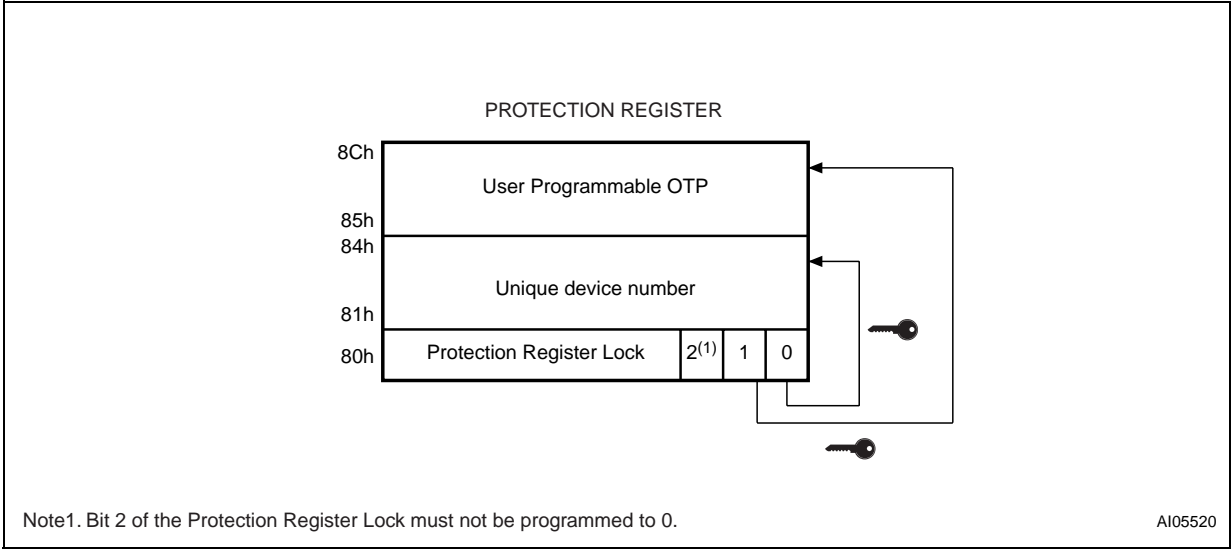 PROTECTION REGISTER
8Ch
User Programmable OTP
85h
84h
Unique device number
81h
80h Protection Register Lock 2(1) 1 0
Note1. Bit 2 of the Protection Register Lock must not be programmed to 0.
AI05520